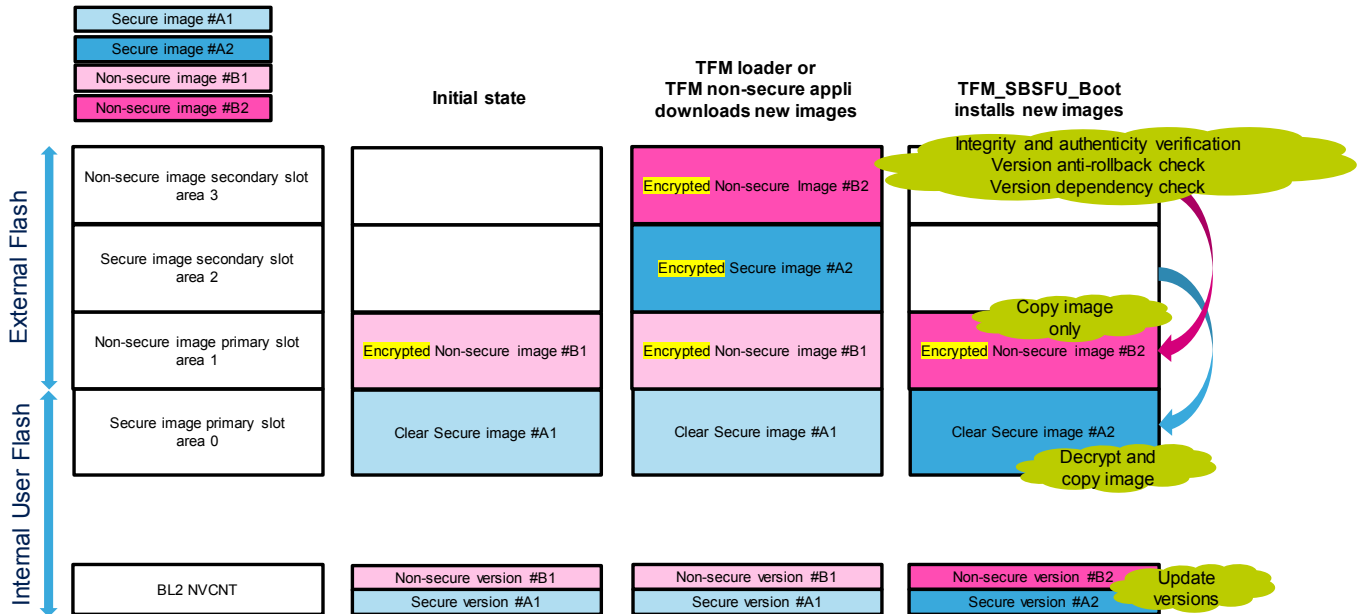 Secure image #A1
Secure image #A2
Non-secure image #B1
Non-secure image #B2
Initial state
TFM loader or
TFM non-secure appli
downloads new images
TFM_SBSFU_Boot
installs new images
External Flash
Internal User Flash
Non-secure image secondary slot
area 3
Encrypted Non-secure Image #B2
Integrity and authenticity verification
Version anti-rollback check
Version dependency check
Secure image secondary slot
area 2
Encrypted Secure image #A2
Non-secure image primary slot
area 1
Encrypted Non-secure image #B1
Encrypted Non-secure image #B1
Copy image
only
Encrypted Non-secure image #B2
Secure image primary slot
area 0
Clear Secure image #A1
Clear Secure image #A1
Clear Secure image #A2
Decrypt and
copy image
BL2 NVCNT
Non-secure version #B1
Secure version #A1
Non-secure version #B1
Secure version #A1
Non-secure version #B2
Secure version #A2
Update
versions